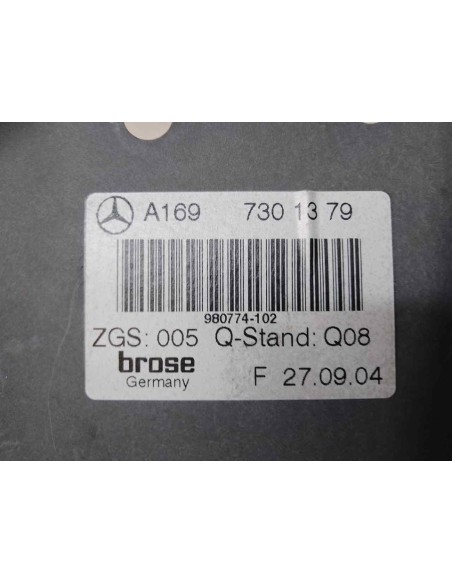 A169 730 13 79
980774-102
ZGS: 005 Q-Stand: Q08
brose
Germany F 27.09.04